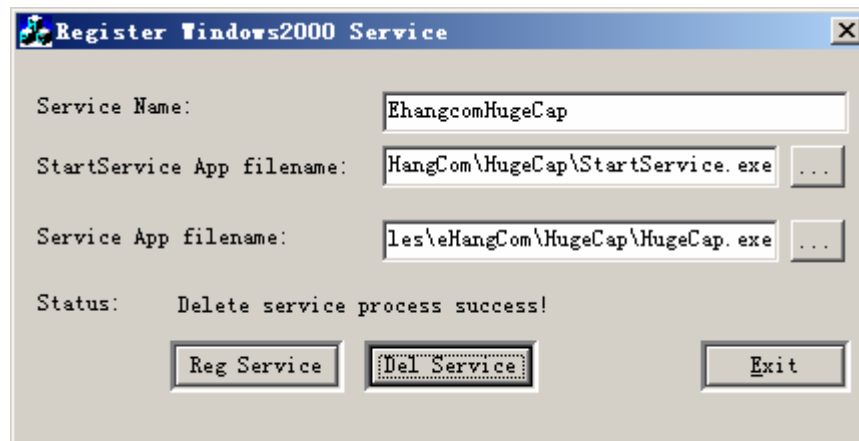 Register Windows2000 Service
Service Name: EhangcomHugeCap
StartService App filename: HangCom\HugeCap\StartService.exe ...
Service App filename: les\eHangCom\HugeCap\HugeCap.exe ...
Status: Delete service process success!
Reg Service Del Service Exit